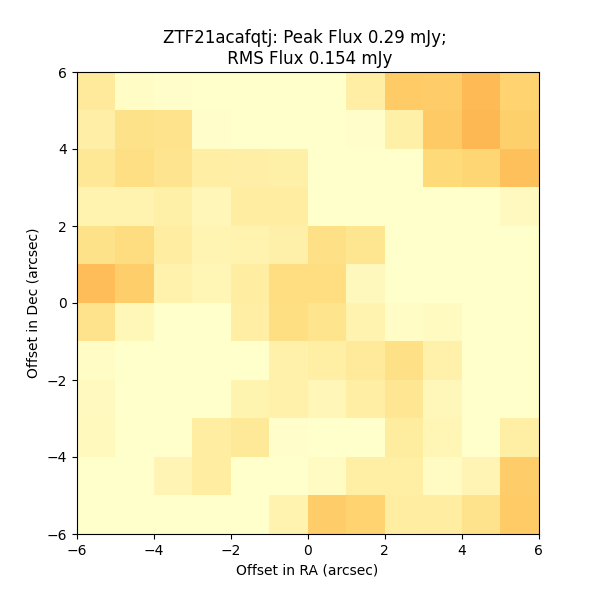 ZTF21acafqtj: Peak Flux 0.29 mJy;
RMS Flux 0.154 mJy
6
4
2
0
−2
−4
−6
Offset in Dec (arcsec)
−6 −4 −2 0 2 4 6
Offset in RA (arcsec)